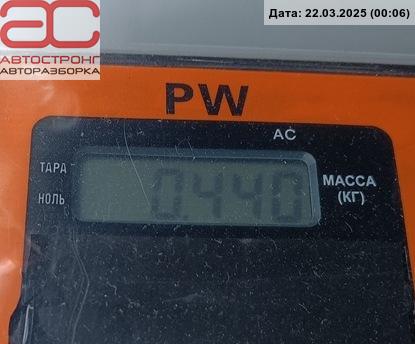 Дата: 22.03.2025 (00:06)
ас
АВТОСТРОНГ
АВТОРАЗБОРКА
PW
AC
ТАРА
НОЛЬ
0.440
МАССА
(КГ)